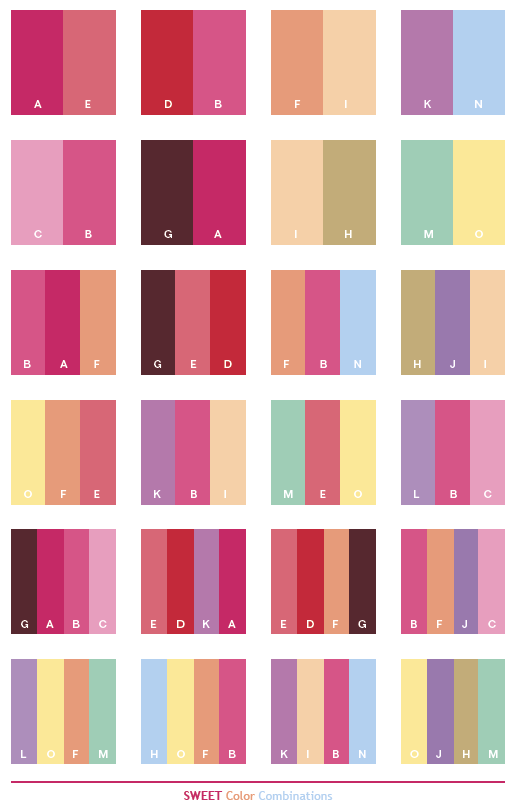 A E D B F I K N
C B G A I H M O
B A F G E D F B N H J I
O F E K B I M E O L B C
G A B C E D K A E D F G B F J C
L O F M H O F B K I B N O J H M
SWEET Color Combinations